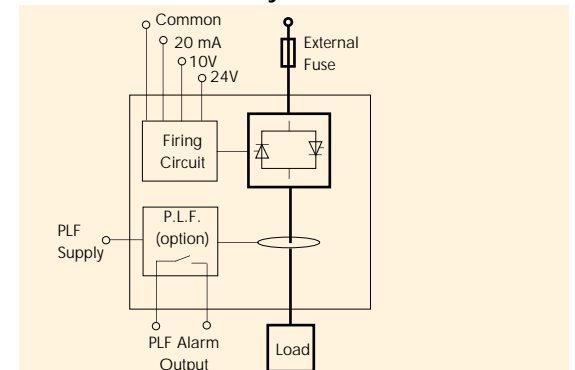 Common
20 mA
10V
24V
External
Fuse
Firing
Circuit
P.L.F.
(option)
PLF
Supply
PLF Alarm
Output
Load